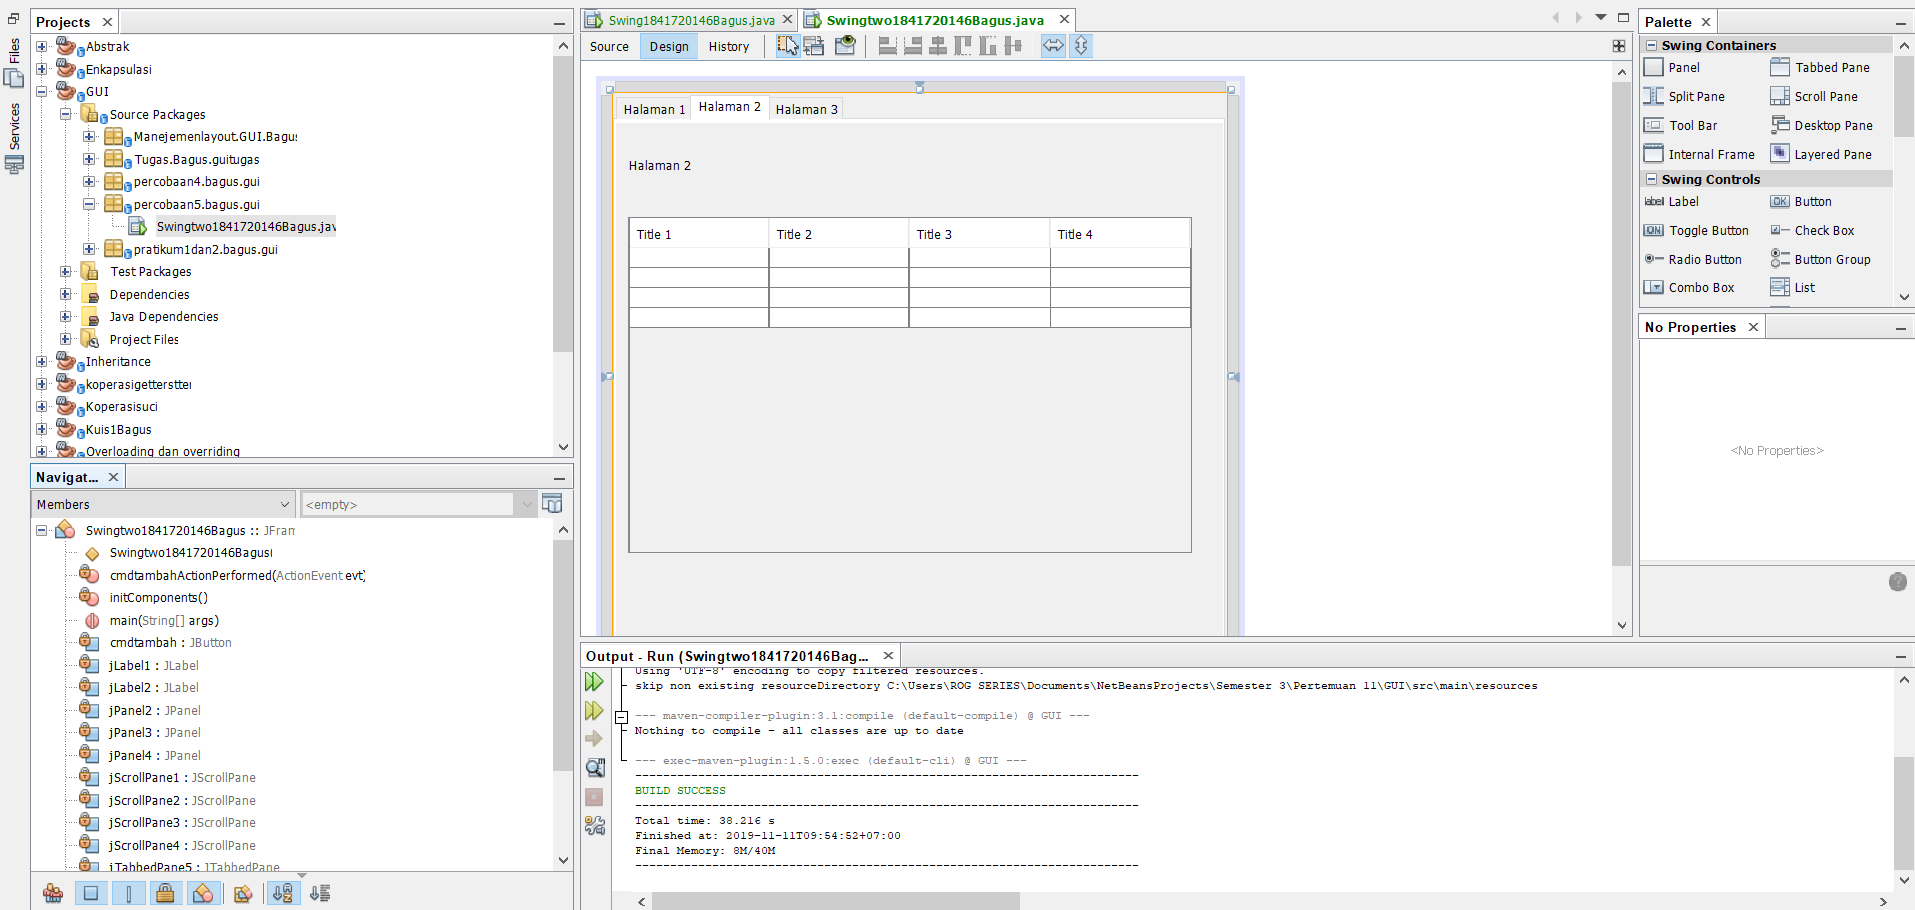 Files
Services
Projects
Abstrak
Enkapsulasi
GUI
Source Packages
Manejemenlayout.GUI.Bagus
Tugas.Bagus.guitugas
percobaan4.bagus.gui
percobaan5.bagus.gui
Swingtwo1841720146Bagus.jav
pratikum1dan2.bagus.gui
Test Packages
Dependencies
Java Dependencies
Project Files
Inheritance
koperasigetterstter
Koperasisuci
Kuis1Bagus
Overloading dan overriding
Navigat...
Members
<empty>
Swingtwo1841720146Bagus :: JFram
Swingtwo1841720146Bagus(
cmdtambahActionPerformed(ActionEvent evt)
initComponents()
main(String[] args)
cmdtambah : JButton
jLabel1 : JLabel
jLabel2 : JLabel
jPanel2 : JPanel
jPanel3 : JPanel
jPanel4 : JPanel
jScrollPane1 : JScrollPane
jScrollPane2 : JScrollPane
jScrollPane3 : JScrollPane
jScrollPane4 : JScrollPane
jTabbedPane5 : JTabbedPane
Swing1841720146Bagus.java
Swingtwo1841720146Bagus.java
Source Design History
Halaman 1 Halaman 2 Halaman 3
Halaman 2
Title 1 Title 2 Title 3 Title 4
Output - Run (Swingtwo1841720146Bag...
Using 'UTF-8' encoding to copy filtered resources.
skip non existing resourceDirectory C:\Users\ROG SERIES\Documents\NetBeansProjects\Semester 3\Pertemuan 11\GUI\src\main\resources
--- maven-compiler-plugin:3.1:compile (default-compile) @ GUI ---
Nothing to compile - all classes are up to date
--- exec-maven-plugin:1.5.0:exec (default-cli) @ GUI ---
------------------------------------------------------------------------
BUILD SUCCESS
------------------------------------------------------------------------
Total time: 38.216 s
Finished at: 2019-11-11T09:54:52+07:00
Final Memory: 8M/40M
------------------------------------------------------------------------
Palette
Swing Containers
Panel Tabbed Pane
Split Pane Scroll Pane
Tool Bar Desktop Pane
Internal Frame Layered Pane
Swing Controls
label Label OK Button
ON Toggle Button Check Box
Radio Button Button Group
Combo Box List
No Properties
<No Properties>